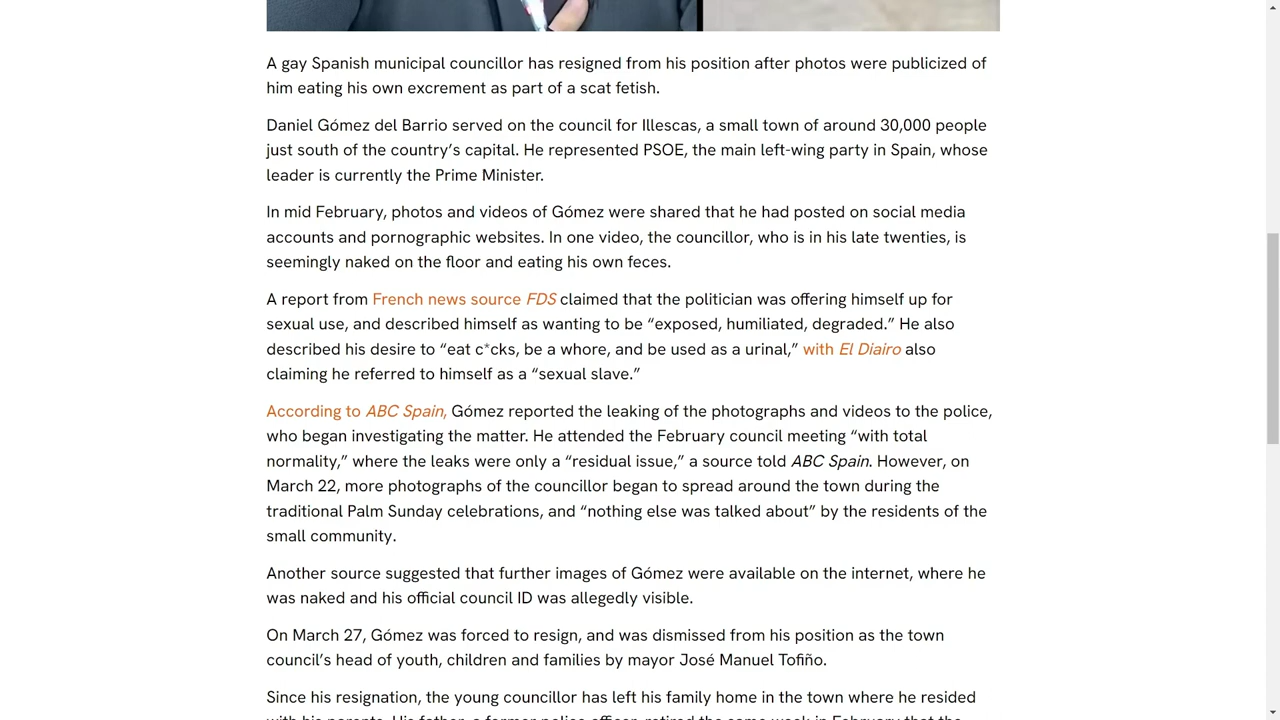 A gay Spanish municipal councillor has resigned from his position after photos were publicized of
him eating his own excrement as part of a scat fetish.
Daniel Gómez del Barrio served on the council for Illescas, a small town of around 30,000 people
just south of the country’s capital. He represented PSOE, the main left-wing party in Spain, whose
leader is currently the Prime Minister.
In mid February, photos and videos of Gómez were shared that he had posted on social media
accounts and pornographic websites. In one video, the councillor, who is in his late twenties, is
seemingly naked on the floor and eating his own feces.
A report from French news source FDS claimed that the politician was offering himself up for
sexual use, and described himself as wanting to be “exposed, humiliated, degraded.” He also
described his desire to “eat c*cks, be a whore, and be used as a urinal,” with El Diairo also
claiming he referred to himself as a “sexual slave.”
According to ABC Spain, Gómez reported the leaking of the photographs and videos to the police,
who began investigating the matter. He attended the February council meeting “with total
normality,” where the leaks were only a “residual issue,” a source told ABC Spain. However, on
March 22, more photographs of the councillor began to spread around the town during the
traditional Palm Sunday celebrations, and “nothing else was talked about” by the residents of the
small community.
Another source suggested that further images of Gómez were available on the internet, where he
was naked and his official council ID was allegedly visible.
On March 27, Gómez was forced to resign, and was dismissed from his position as the town
council’s head of youth, children and families by mayor José Manuel Tofiño.
Since his resignation, the young councillor has left his family home in the town where he resided
with his parents. His father, a former police officer, retired the same week in February that the